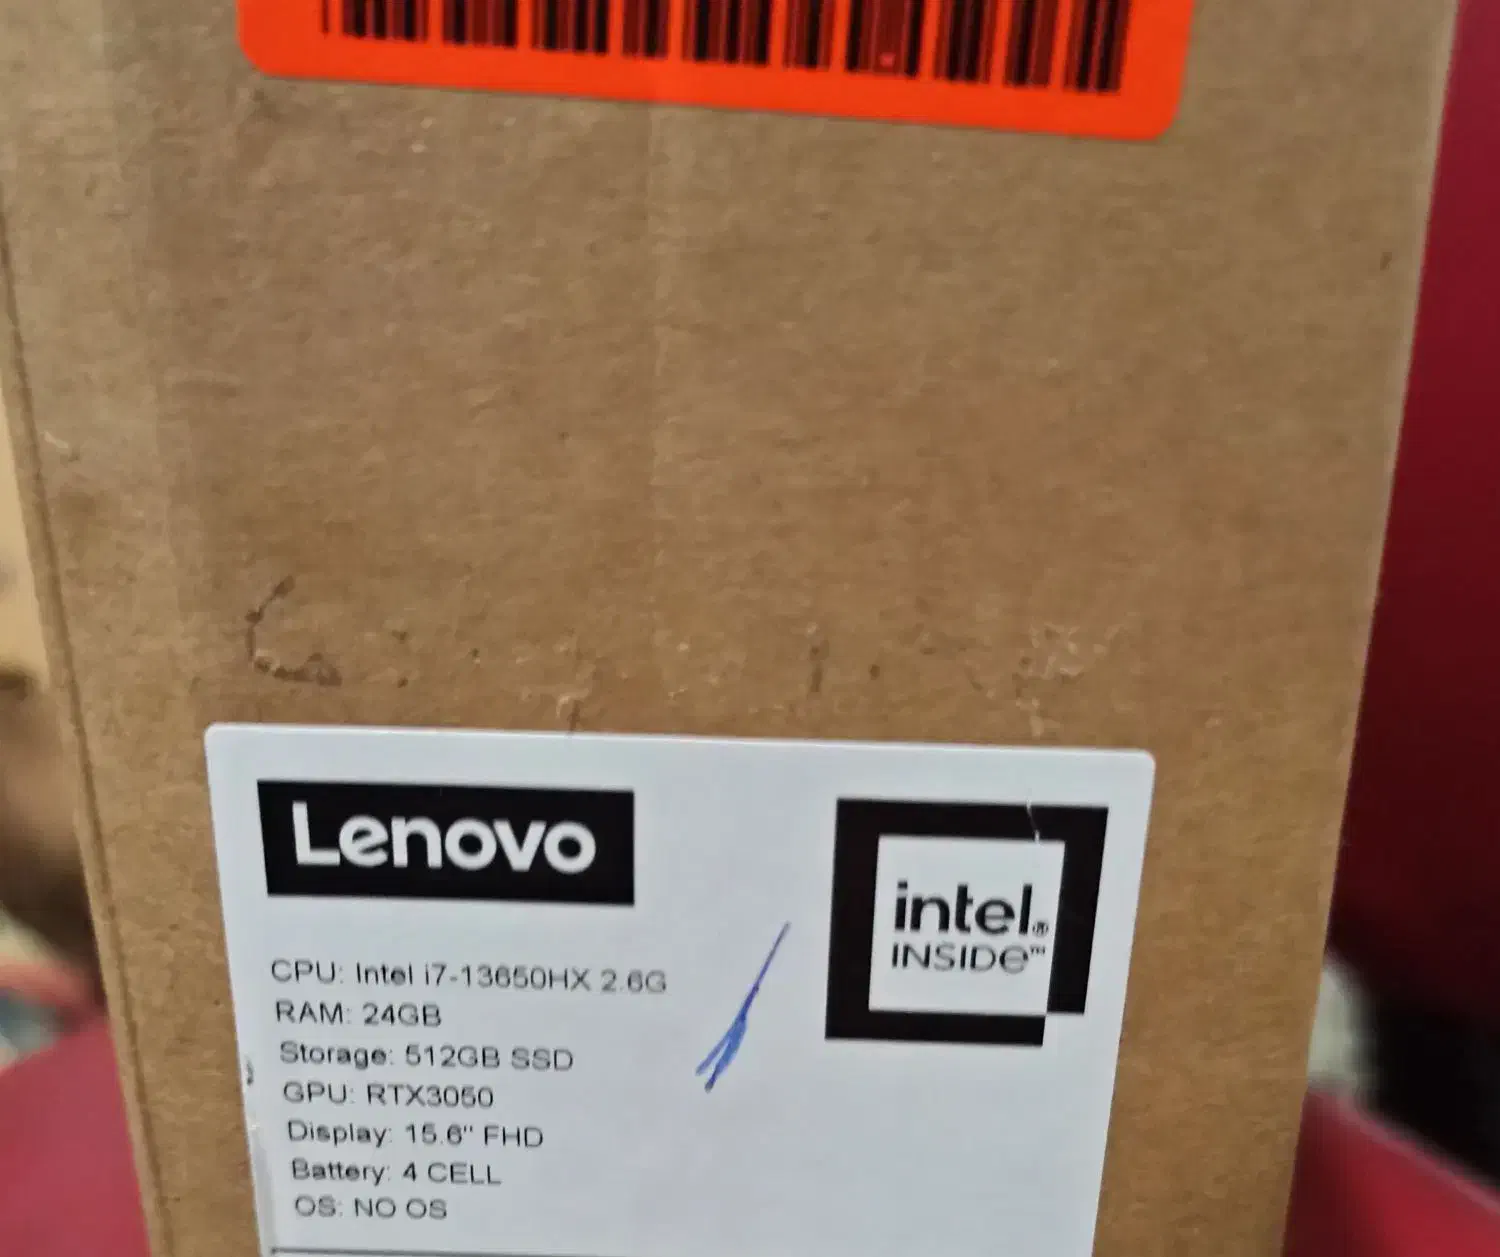 Lenovo
intel®
INSIDE™
CPU: Intel i7-13650HX 2.6G
RAM: 24GB
Storage: 512GB SSD
GPU: RTX3050
Display: 15.6" FHD
Battery: 4 CELL
OS: NO OS